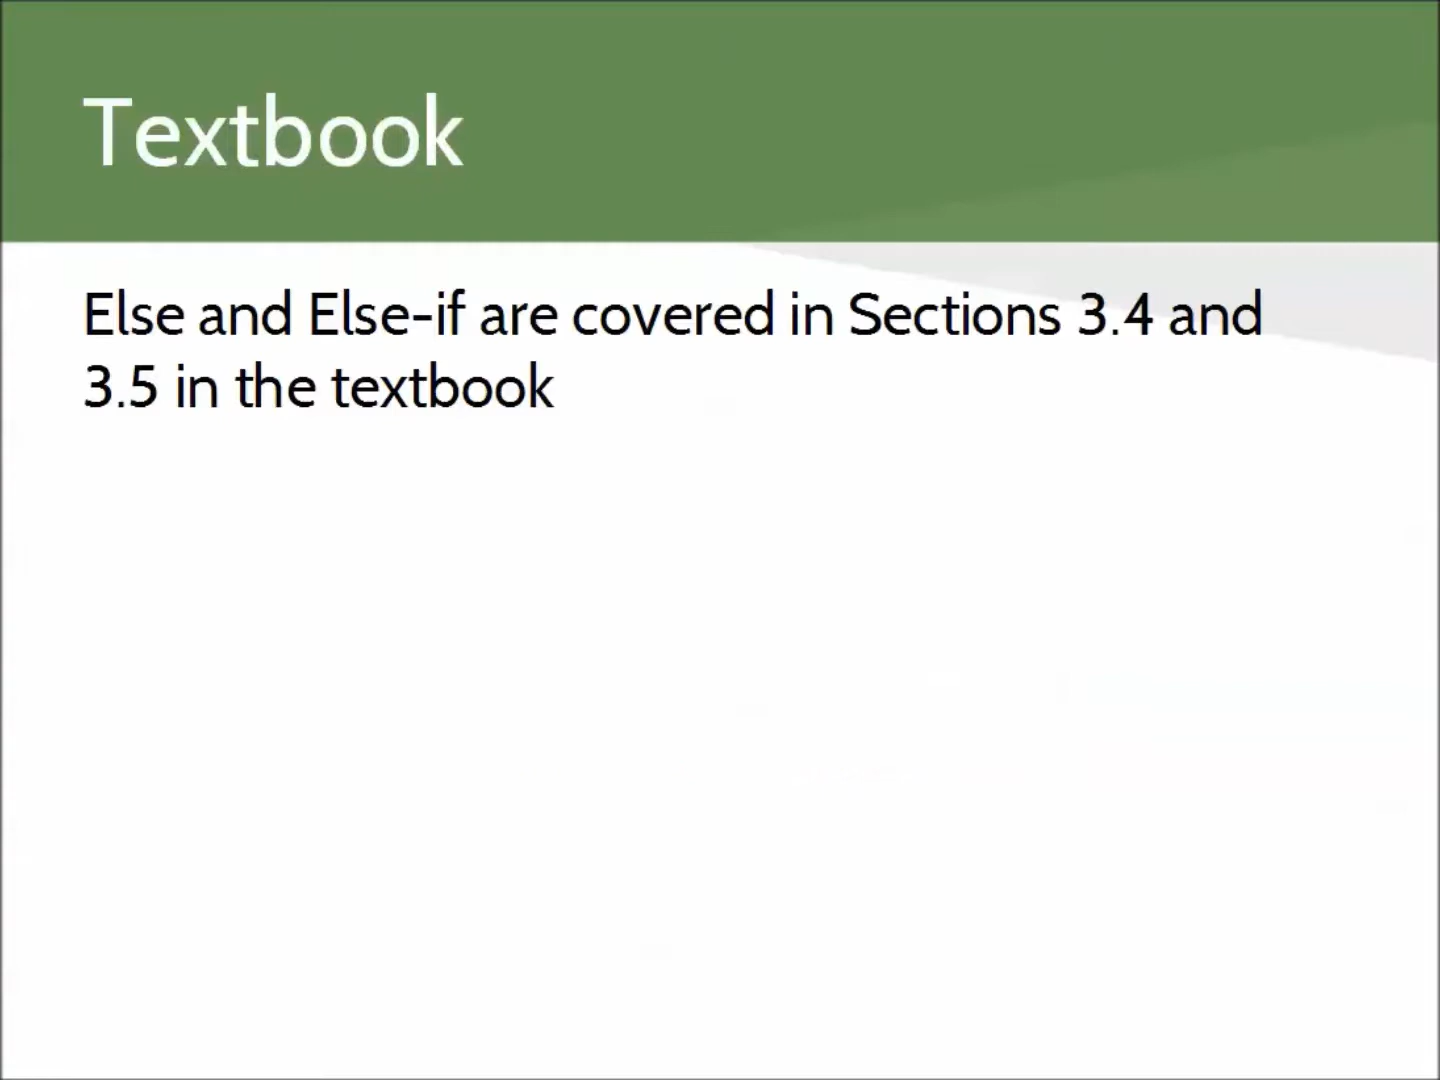 Textbook
Else and Else-if are covered in Sections 3.4 and
3.5 in the textbook